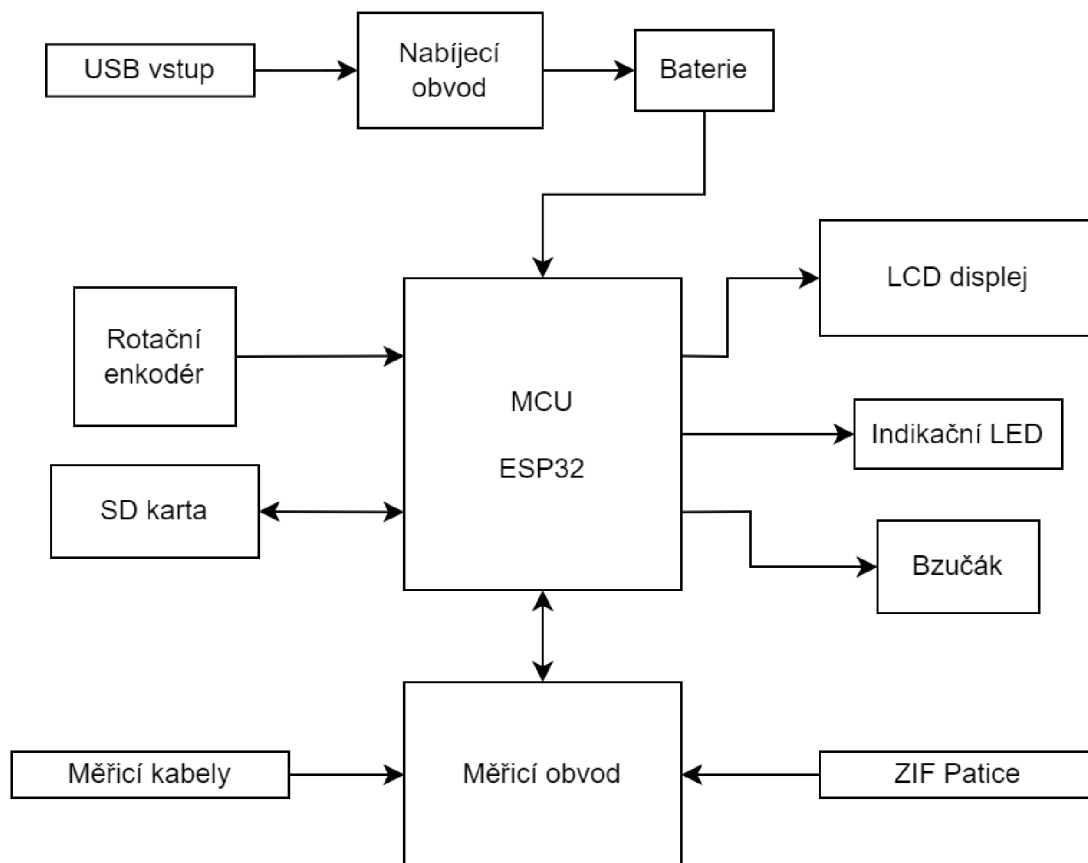 USB vstup
Nabíjecí
obvod
Baterie
LCD displej
Rotační
enkodér
MCU
ESP32
Indikační LED
SD karta
Bzučák
Měřicí kabely
Měřicí obvod
ZIF Patice